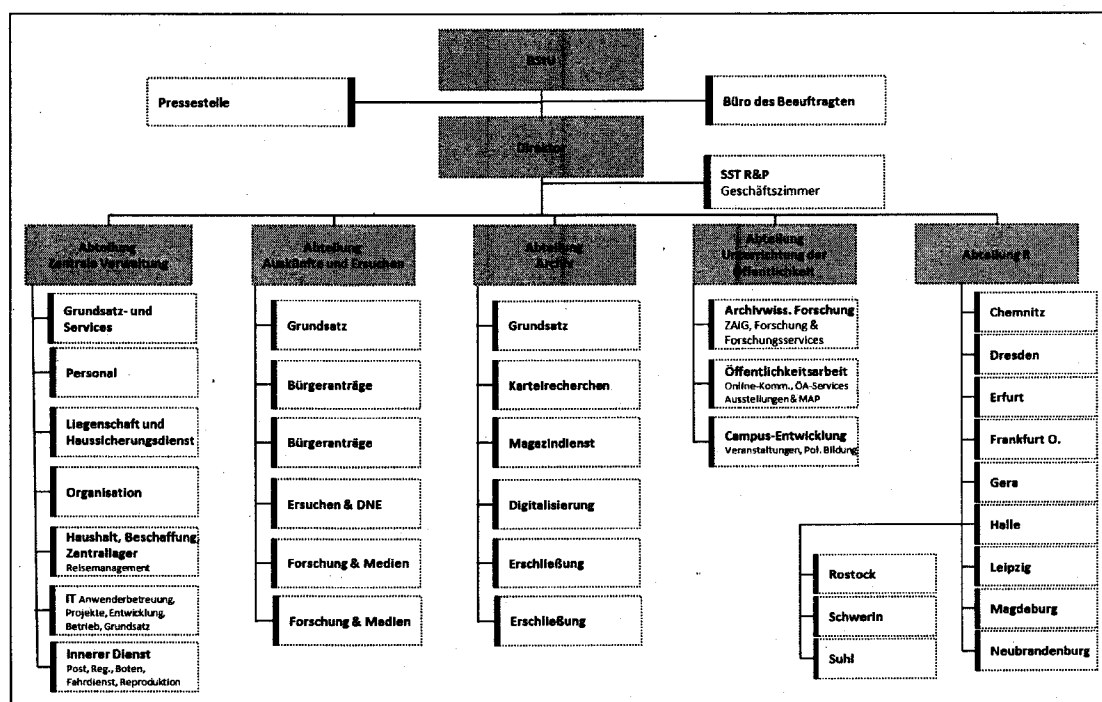 BStU
Pressestelle
Büro des Beauftragten
Direktor
SST R&P
Geschäftszimmer
Abteilung
Zentrale Verwaltung
Grundsatz- und
Services
Personal
Liegenschaft und
Haussicherungsdienst
Organisation
Haushalt, Beschaffung,
Zentrallager
Reisemanagement
IT Anwenderbetreuung,
Projekte, Entwicklung,
Betrieb, Grundsatz
Innerer Dienst
Post, Reg., Boten,
Fahrdienst, Reproduktion
Abteilung
Auskünfte und Ersuchen
Grundsatz
Bürgeranträge
Bürgeranträge
Ersuchen & DNE
Forschung & Medien
Forschung & Medien
Abteilung
Archiv
Grundsatz
Karteirecherchen
Magazindienst
Digitalisierung
Erschließung
Erschließung
Abteilung
Unterrichtung der
Öffentlichkeit
Archivwiss. Forschung
ZAIG, Forschung &
Forschungsservices
Öffentlichkeitsarbeit
Online-Komm., ÖA-Services
Ausstellungen & MAP
Campus-Entwicklung
Veranstaltungen, Pol. Bildung
Abteilung R
Chemnitz
Dresden
Erfurt
Frankfurt O.
Gera
Halle
Leipzig
Magdeburg
Neubrandenburg
Rostock
Schwerin
Suhl